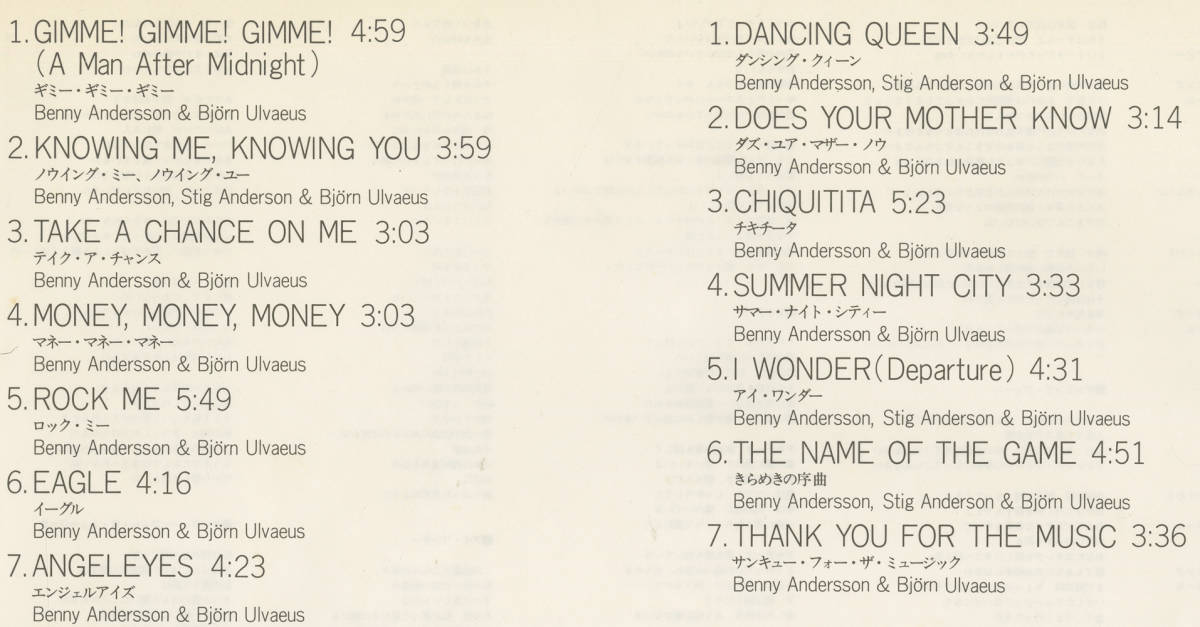 1. GIMME! GIMME! GIMME! 4:59
(A Man After Midnight)
ギミー・ギミー・ギミー
Benny Andersson & Björn Ulvaeus
2. KNOWING ME, KNOWING YOU 3:59
ノウイング・ミー、ノウイング・ユー
Benny Andersson, Stig Anderson & Björn Ulvaeus
3. TAKE A CHANCE ON ME 3:03
テイク・ア・チャンス
Benny Andersson & Björn Ulvaeus
4. MONEY, MONEY, MONEY 3:03
マネー・マネー・マネー
Benny Andersson & Björn Ulvaeus
5. ROCK ME 5:49
ロック・ミー
Benny Andersson & Björn Ulvaeus
6. EAGLE 4:16
イーグル
Benny Andersson & Björn Ulvaeus
7. ANGELEYES 4:23
エンジェルアイズ
Benny Andersson & Björn Ulvaeus
1. DANCING QUEEN 3:49
ダンシング・クィーン
Benny Andersson, Stig Anderson & Björn Ulvaeus
2. DOES YOUR MOTHER KNOW 3:14
ダズ・ユア・マザー・ノウ
Benny Andersson & Björn Ulvaeus
3. CHIQUITITA 5:23
チキチータ
Benny Andersson & Björn Ulvaeus
4. SUMMER NIGHT CITY 3:33
サマー・ナイト・シティー
Benny Andersson & Björn Ulvaeus
5. I WONDER (Departure) 4:31
アイ・ワンダー
Benny Andersson, Stig Anderson & Björn Ulvaeus
6. THE NAME OF THE GAME 4:51
きらめきの序曲
Benny Andersson, Stig Anderson & Björn Ulvaeus
7. THANK YOU FOR THE MUSIC 3:36
サンキュー・フォー・ザ・ミュージック
Benny Andersson & Björn Ulvaeus